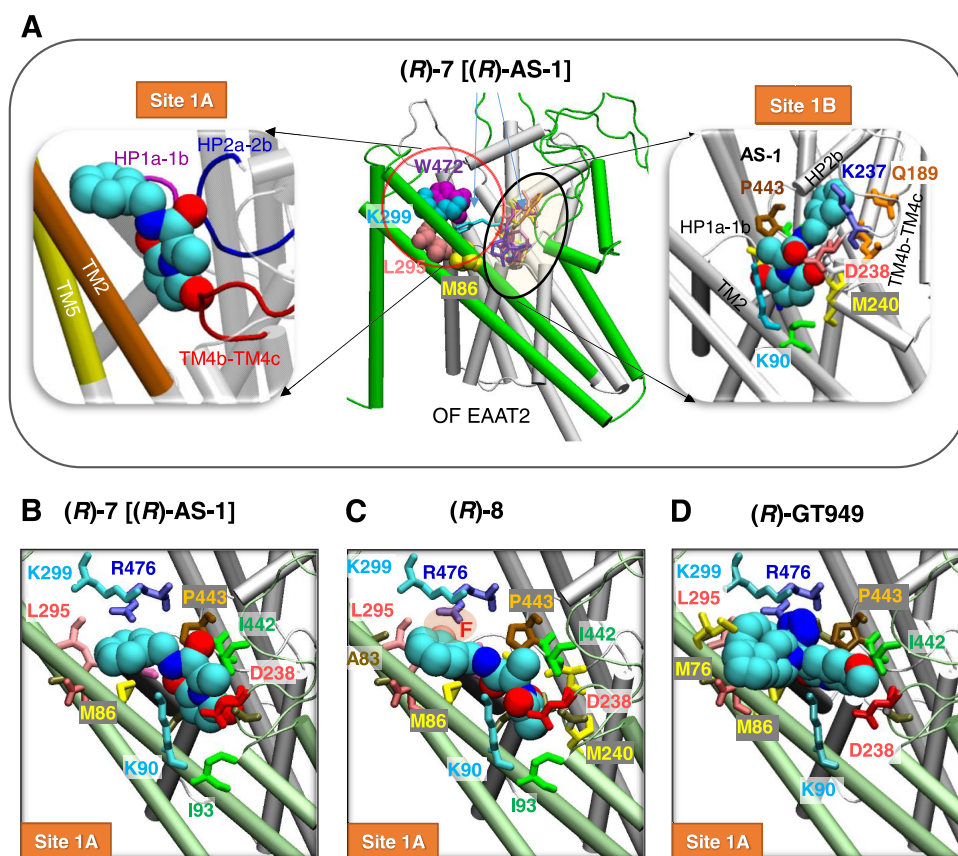 A
(R)-7 [(R)-AS-1]
Site 1A
Site 1B
HP1a-1b
HP2a-2b
TM2
TM5
TM4b-TM4c
W472
K299
L295
M86
OF EAAT2
AS-1
HP2b
K237
Q189
P443
HP1a-1b
TM4b-TM4c
D238
TM2
M240
K90
B (R)-7 [(R)-AS-1]
K299
R476
L295
P443
I442
D238
M86
K90
I93
Site 1A
C (R)-8
K299
R476
L295
P443
F
I442
A83
D238
M86
M240
K90
I93
Site 1A
D (R)-GT949
K299
R476
L295
P443
I442
M76
M86
D238
K90
Site 1A